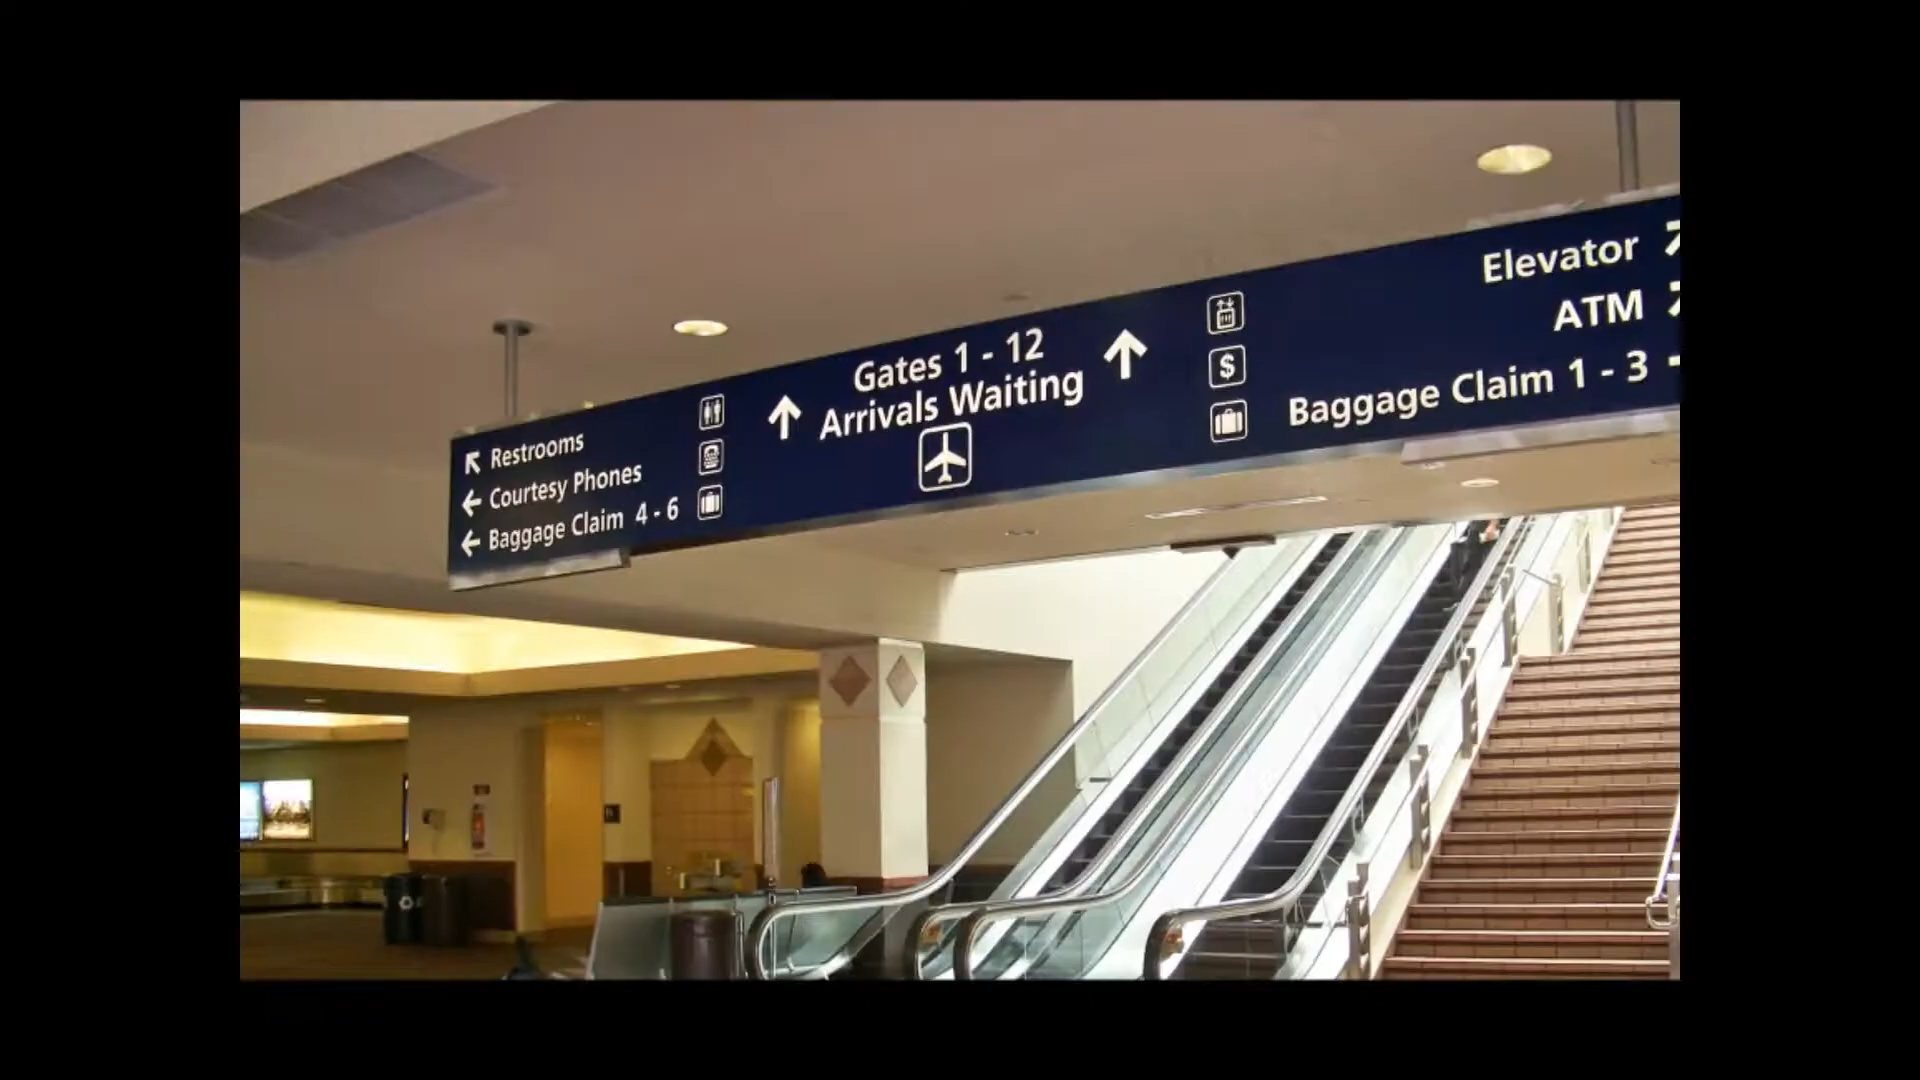 Restrooms
Courtesy Phones
Baggage Claim 4 - 6
Gates 1 - 12
Arrivals Waiting
$
Elevator
ATM
Baggage Claim 1 - 3